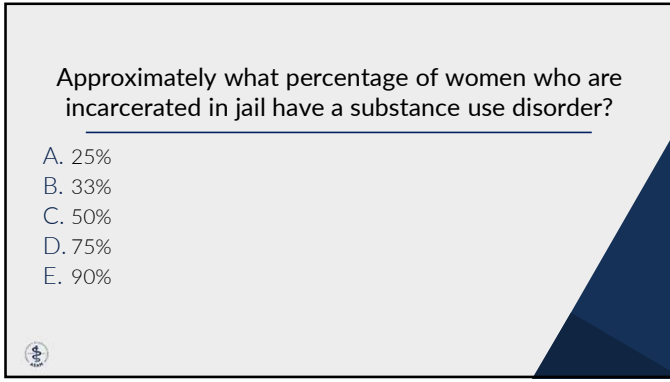 Approximately what percentage of women who are
incarcerated in jail have a substance use disorder?
A. 25%
B. 33%
C. 50%
D. 75%
E. 90%
ASAM